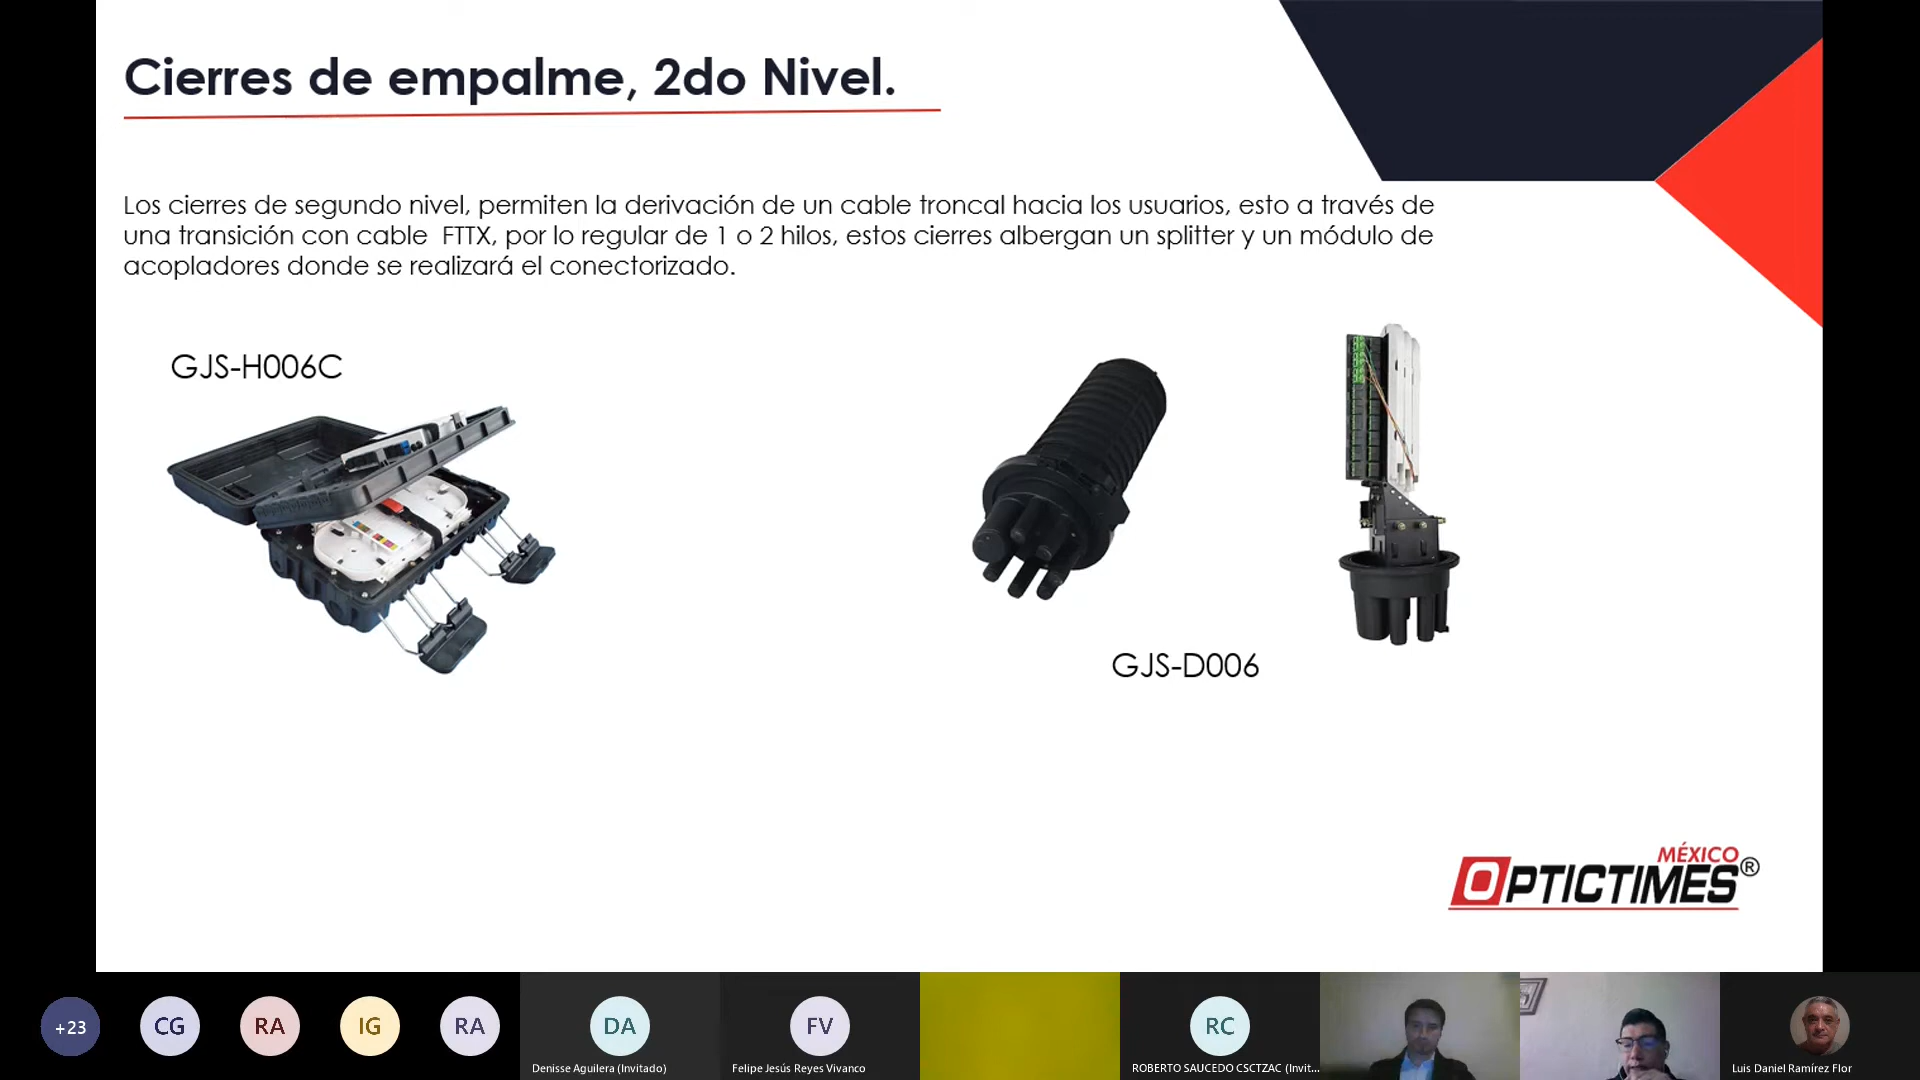 Cierres de empalme, 2do Nivel.
Los cierres de segundo nivel, permiten la derivación de un cable troncal hacia los usuarios, esto a través de
una transición con cable  FTTX, por lo regular de 1 o 2 hilos, estos cierres albergan un splitter y un módulo de
acopladores donde se realizará el conectorizado.
GJS-H006C
GJS-D006
MÉXICO
OPTICTIMES®
+23
CG
RA
IG
RA
DA
FV
RC
Denisse Aguilera (Invitado)
Felipe Jesús Reyes Vivanco
ROBERTO SAUCEDO CSCTZAC (Invit...
Luis Daniel Ramírez Flor